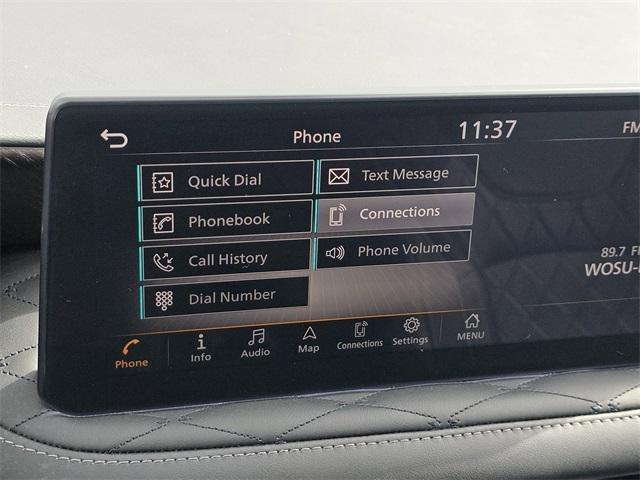 Phone
11:37
FM
Quick Dial
Text Message
Phonebook
Connections
Call History
Phone Volume
Dial Number
89.7
WOSU-
Phone
Info
Audio
Map
Connections
Settings
MENU